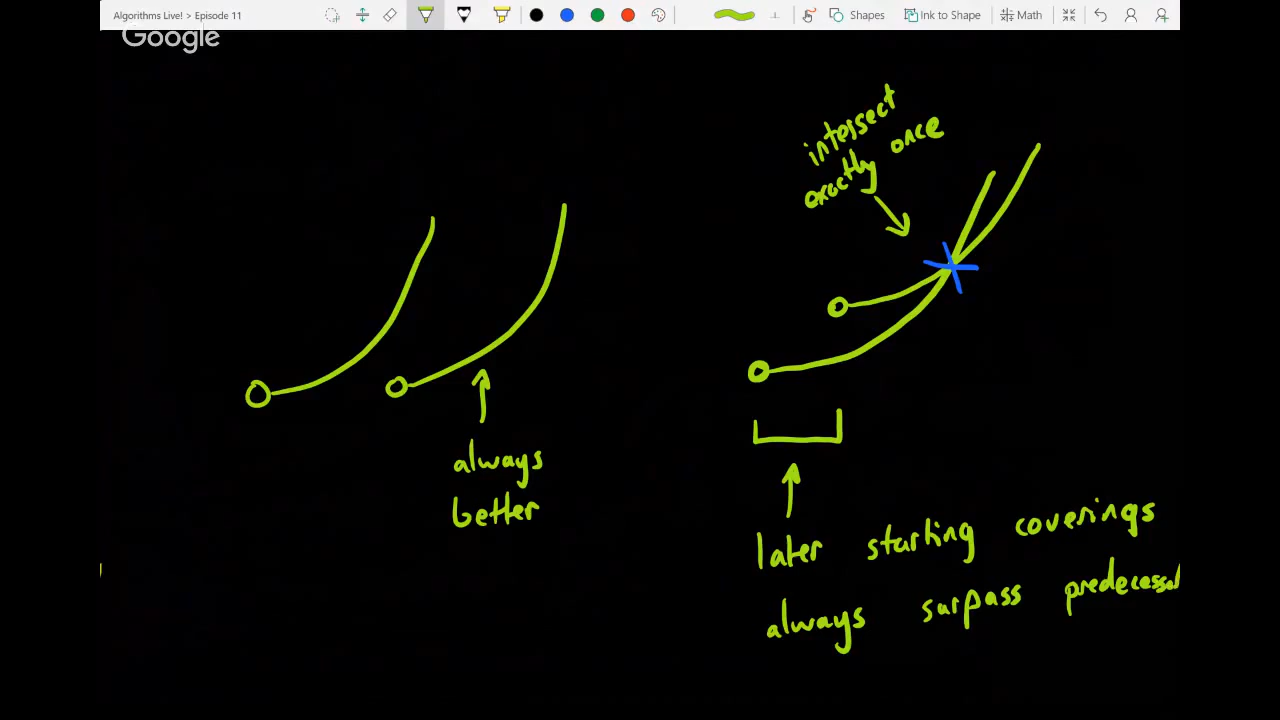 Algorithms Live! > Episode 11
Shapes
Ink to Shape
Math
Google
intersect
exactly once
always
better
later starting coverings
always surpass predecessor